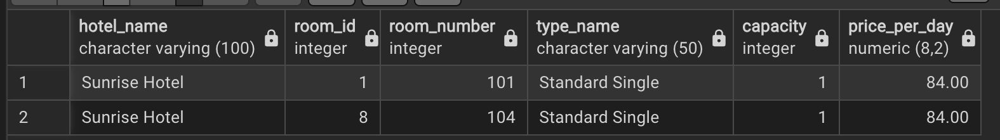 hotel_name room_id room_number type_name capacity price_per_day
character varying (100) integer integer character varying (50) integer numeric (8,2)
1 Sunrise Hotel 1 101 Standard Single 1 84.00
2 Sunrise Hotel 8 104 Standard Single 1 84.00